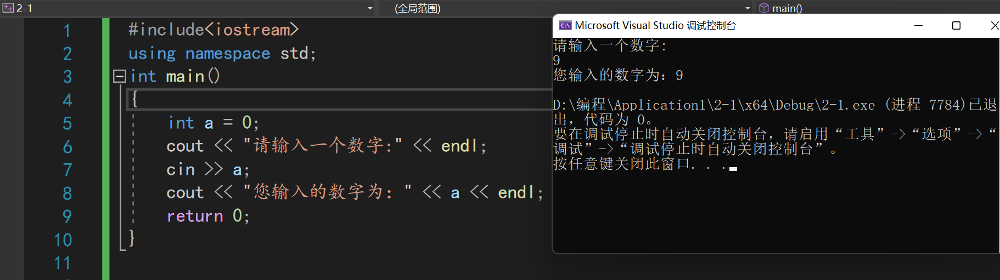 2-1 (全局范围) main()
1 #include<iostream>
2 using namespace std;
3 int main()
4 {
5 int a = 0;
6 cout << "请输入一个数字:" << endl;
7 cin >> a;
8 cout << "您输入的数字为：" << a << endl;
9 return 0;
10 }
11
Microsoft Visual Studio 调试控制台
请输入一个数字:
9
您输入的数字为：9
D:\编程\Application1\2-1\x64\Debug\2-1.exe (进程 7784)已退
出，代码为 0。
要在调试停止时自动关闭控制台，请启用“工具”->“选项”->“
调试”->“调试停止时自动关闭控制台”。
按任意键关闭此窗口. . .